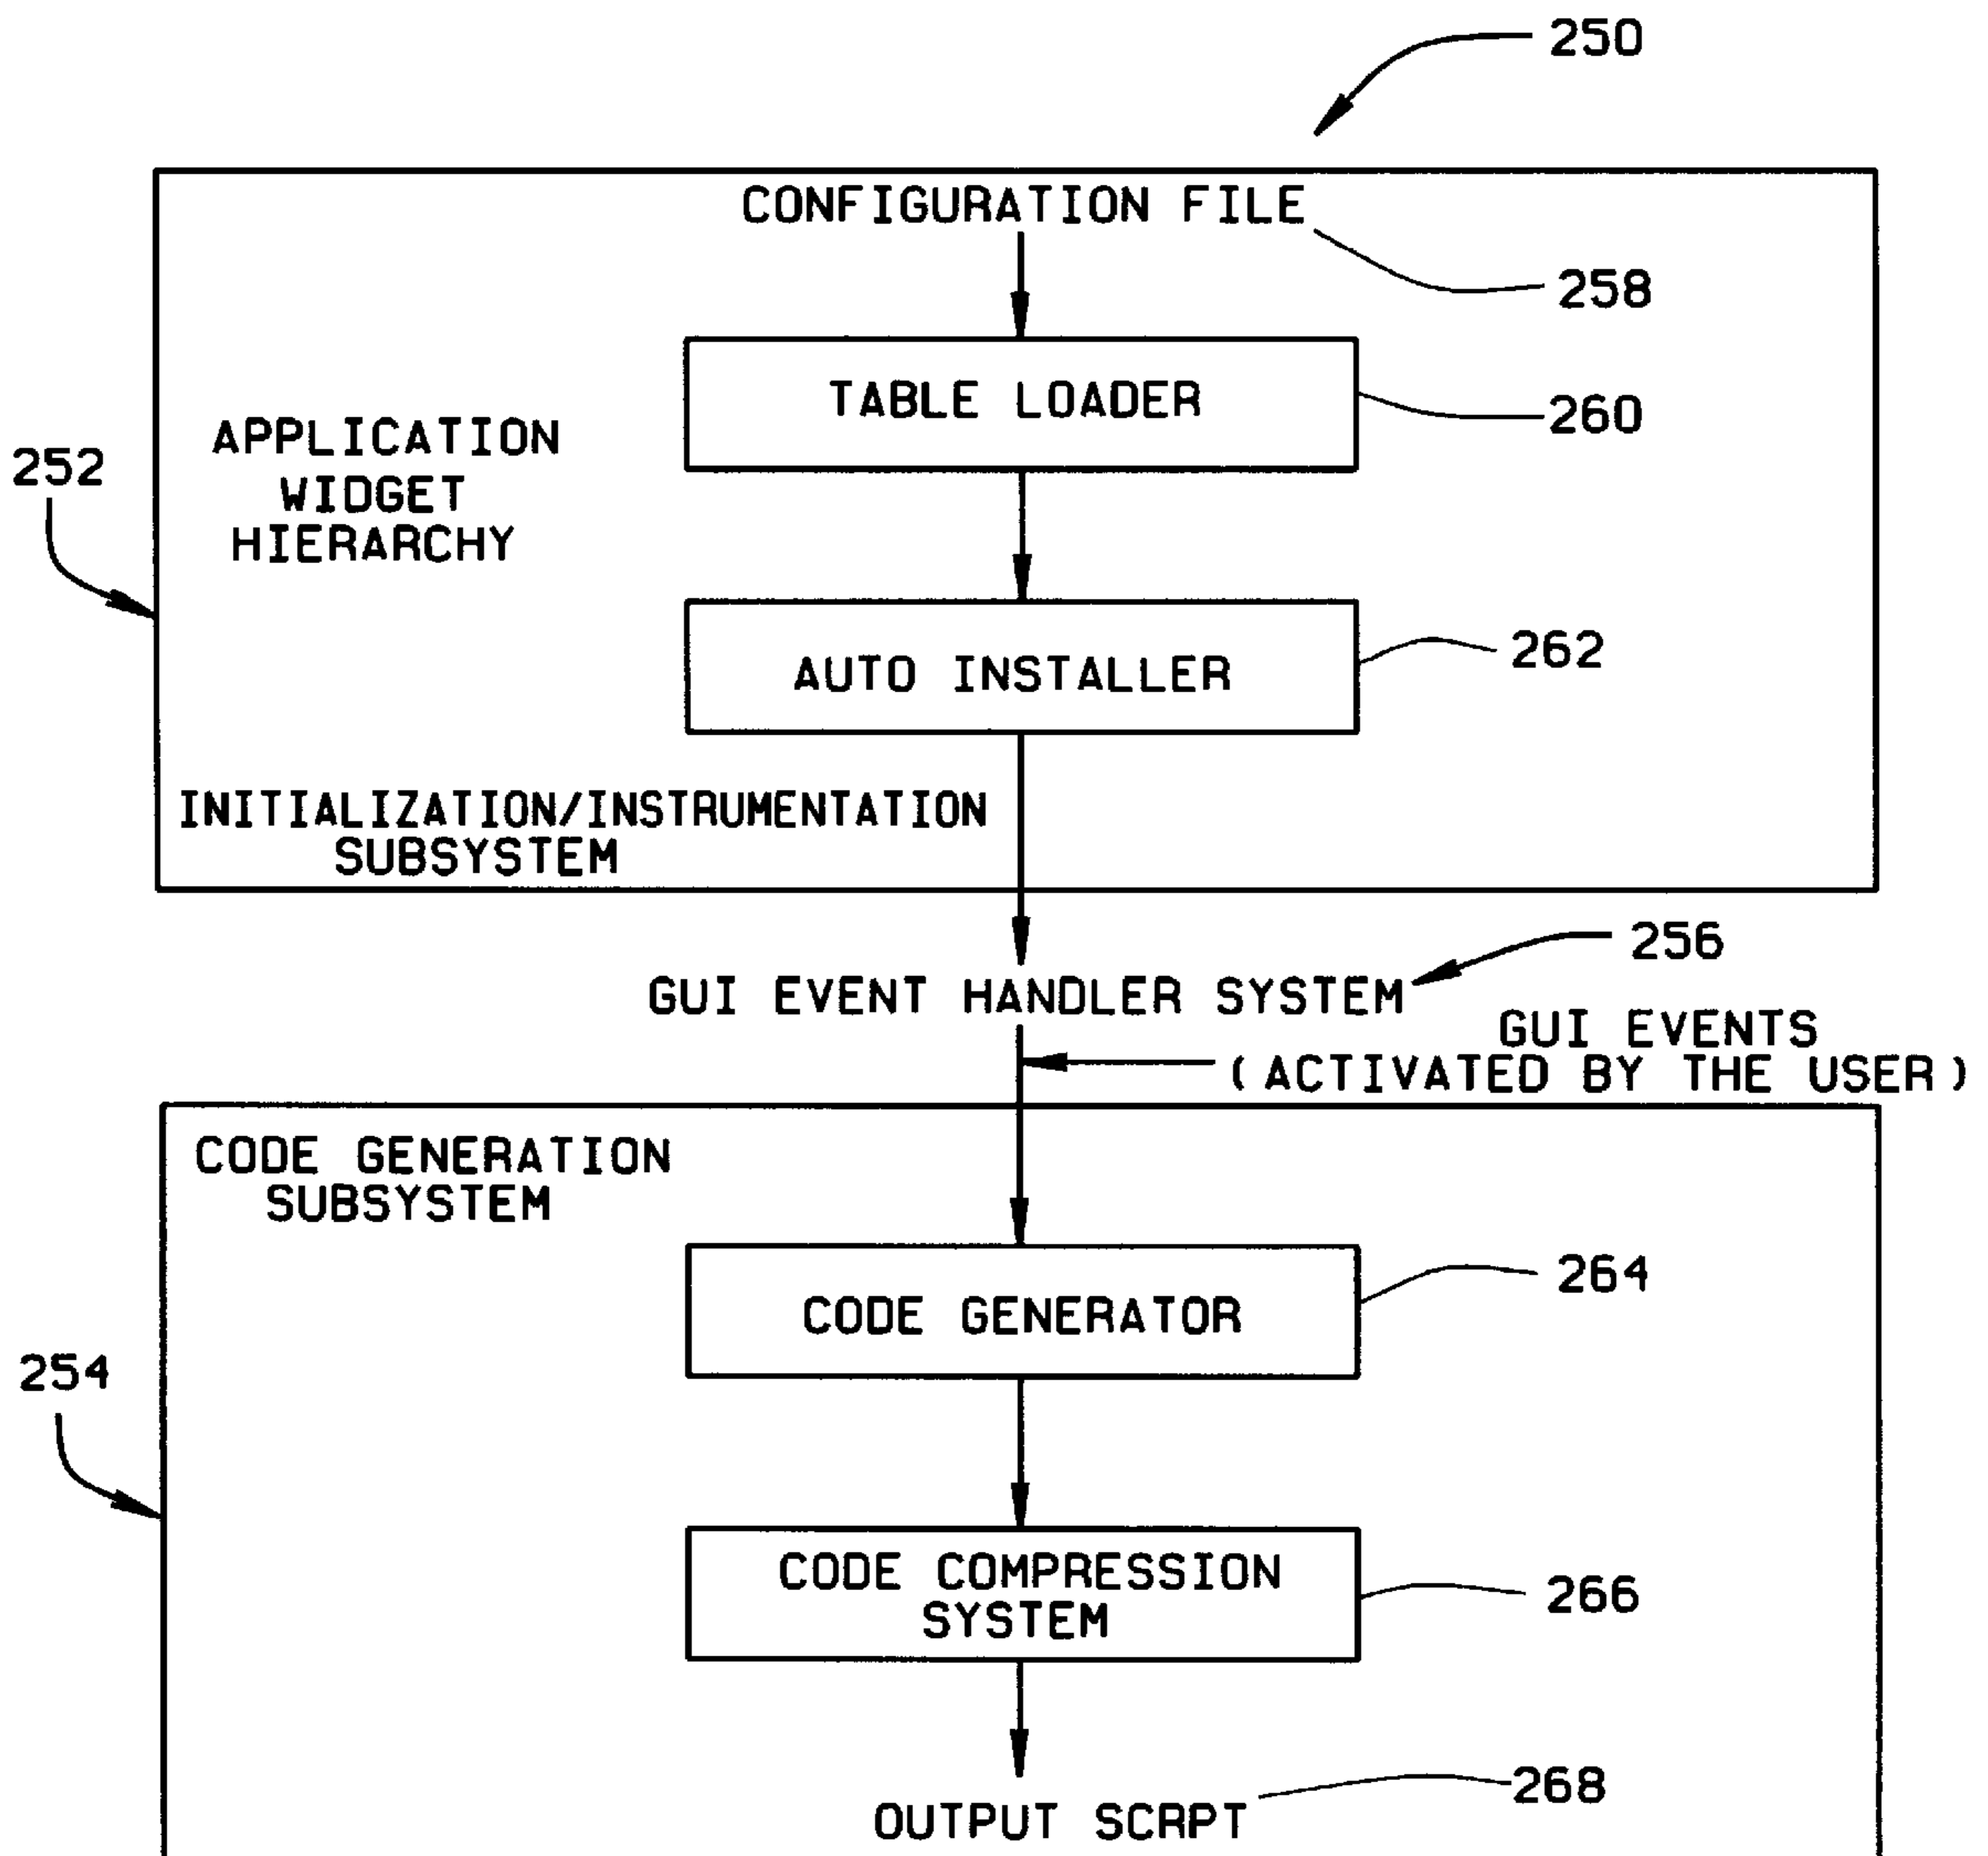 250
CONFIGURATION FILE
258
TABLE LOADER
260
APPLICATION
WIDGET
HIERARCHY
252
AUTO INSTALLER
262
INITIALIZATION/INSTRUMENTATION
SUBSYSTEM
256
GUI EVENT HANDLER SYSTEM
GUI EVENTS
(ACTIVATED BY THE USER)
CODE GENERATION
SUBSYSTEM
264
CODE GENERATOR
254
CODE COMPRESSION
SYSTEM
266
268
OUTPUT SCRPT